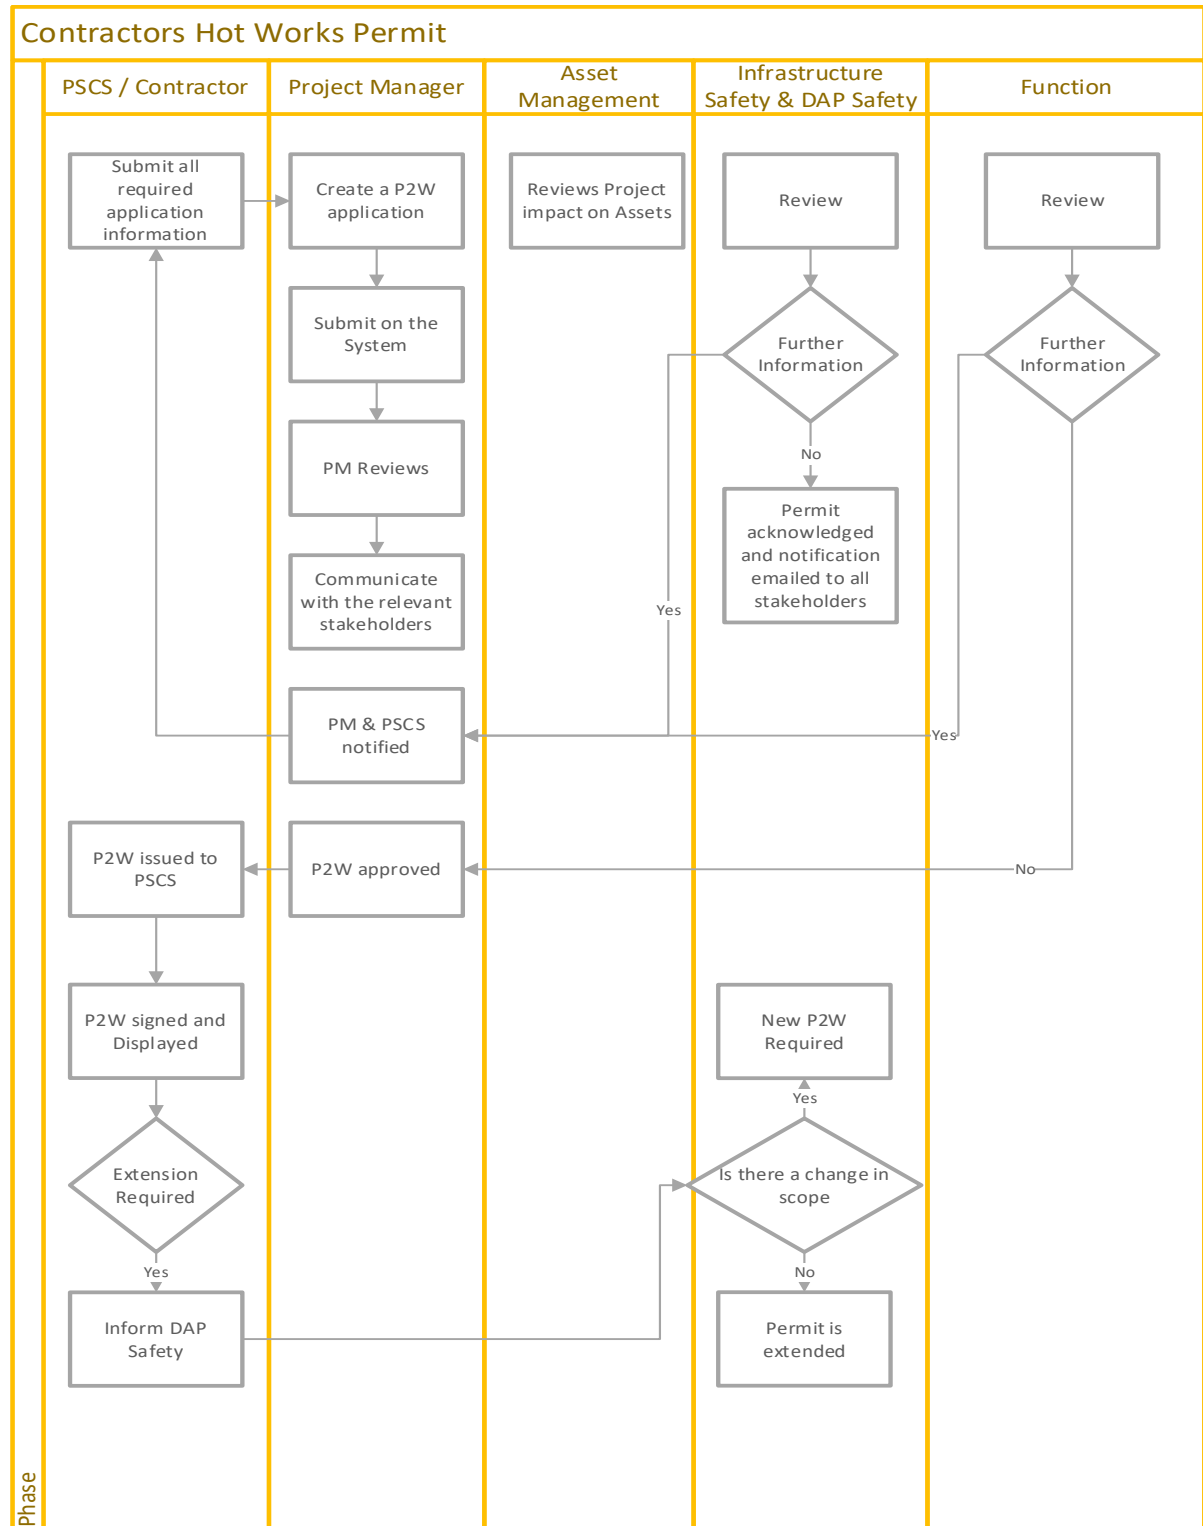 Contractors Hot Works Permit
PSCS / Contractor
Project Manager
Asset
Management
Infrastructure
Safety & DAP Safety
Function
Submit all
required
application
information
Create a P2W
application
Reviews Project
impact on Assets
Review
Review
Submit on the
System
Further
Information
Further
Information
PM Reviews
No
Permit
acknowledged
and notification
emailed to all
stakeholders
Communicate
with the relevant
stakeholders
Yes
PM & PSCS
notified
Yes
P2W issued to
PSCS
P2W approved
No
P2W signed and
Displayed
New P2W
Required
Yes
Extension
Required
Is there a change in
scope
Yes
No
Inform DAP
Safety
Permit is
extended
Phase